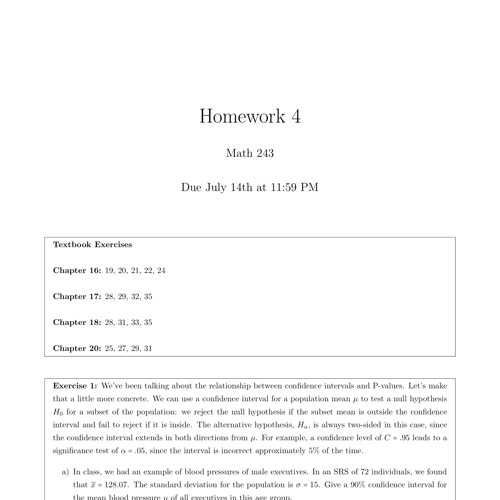 Homework 4
Math 243
Due July 14th at 11:59 PM
Textbook Exercises
Chapter 16: 19, 20, 21, 22, 24
Chapter 17: 28, 29, 32, 35
Chapter 18: 28, 31, 33, 35
Chapter 20: 25, 27, 29, 31
Exercise 1: We've been talking about the relationship between confidence intervals and P-values. Let's make
that a little more concrete. We can use a confidence interval for a population mean μ to test a null hypothesis
H₀ for a subset of the population: we reject the null hypothesis if the subset mean is outside the confidence
interval and fail to reject if it is inside. The alternative hypothesis, Hₐ, is always two-sided in this case, since
the confidence interval extends in both directions from μ. For example, a confidence level of C = .95 leads to a
significance test of α = .05, since the interval is incorrect approximately 5% of the time.
a) In class, we had an example of blood pressures of male executives. In an SRS of 72 individuals, we found
that x̅ = 128.07. The standard deviation for the population is σ = 15. Give a 90% confidence interval for
the mean blood pressure μ of all executives in this age group.